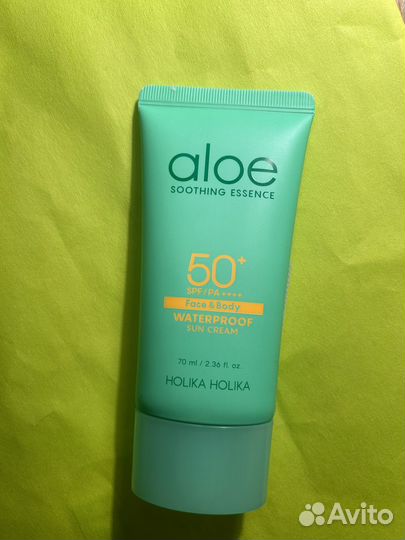 aloe
SOOTHING ESSENCE
50+
SPF/PA++++
Face & Body
WATERPROOF
SUN CREAM
70 ml / 2.36 fl. oz.
HOLIKA HOLIKA
Avito